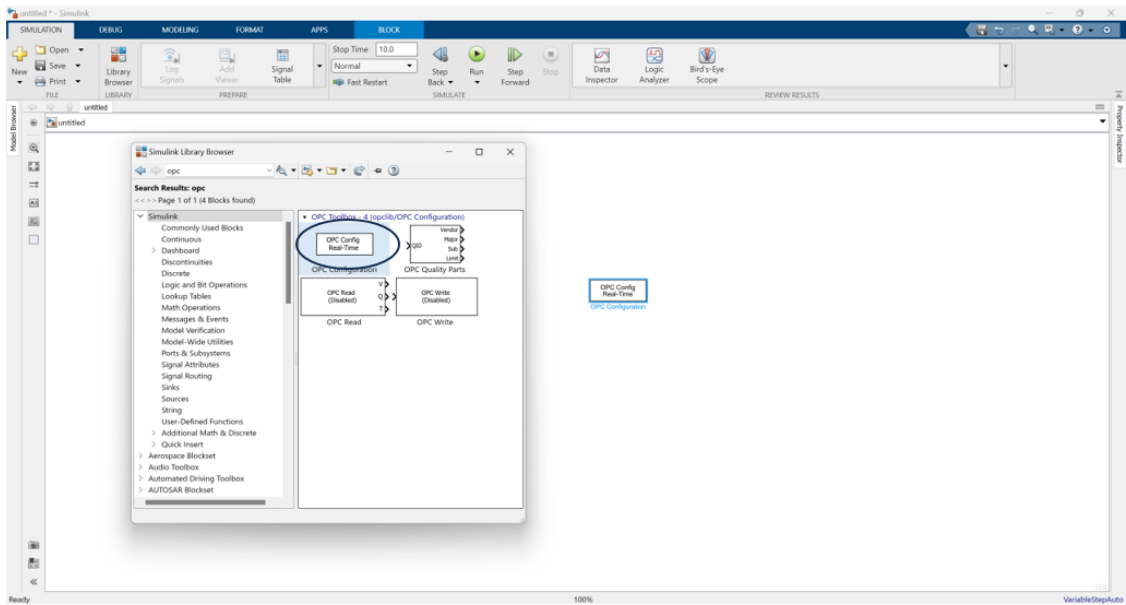 untitled * - Simulink
SIMULATION DEBUG MODELING FORMAT APPS BLOCK
New
Open
Save
Print
FILE
Library Browser
LIBRARY
Log Signals
Add Viewer
Signal Table
PREPARE
Stop Time 10.0
Normal
Fast Restart
Step Back
Run
Step Forward
Stop
SIMULATE
Data Inspector
Logic Analyzer
Bird's-Eye Scope
REVIEW RESULTS
Model Browser
untitled
untitled
Property Inspector
Simulink Library Browser
opc
Search Results: opc
<< >> Page 1 of 1 (4 Blocks found)
Simulink
Commonly Used Blocks
Continuous
Dashboard
Discontinuities
Discrete
Logic and Bit Operations
Lookup Tables
Math Operations
Messages & Events
Model Verification
Model-Wide Utilities
Ports & Subsystems
Signal Attributes
Signal Routing
Sinks
Sources
String
User-Defined Functions
Additional Math & Discrete
Quick Insert
Aerospace Blockset
Audio Toolbox
Automated Driving Toolbox
AUTOSAR Blockset
OPC Toolbox - 4 (opclib/OPC Configuration)
OPC Config
Real-Time
OPC Configuration
QID
Vendor
Major
Sub
Limit
OPC Quality Parts
OPC Read
(Disabled)
V
Q
T
OPC Read
OPC Write
(Disabled)
OPC Write
OPC Config
Real-Time
OPC Configuration
Ready 100% VariableStepAuto